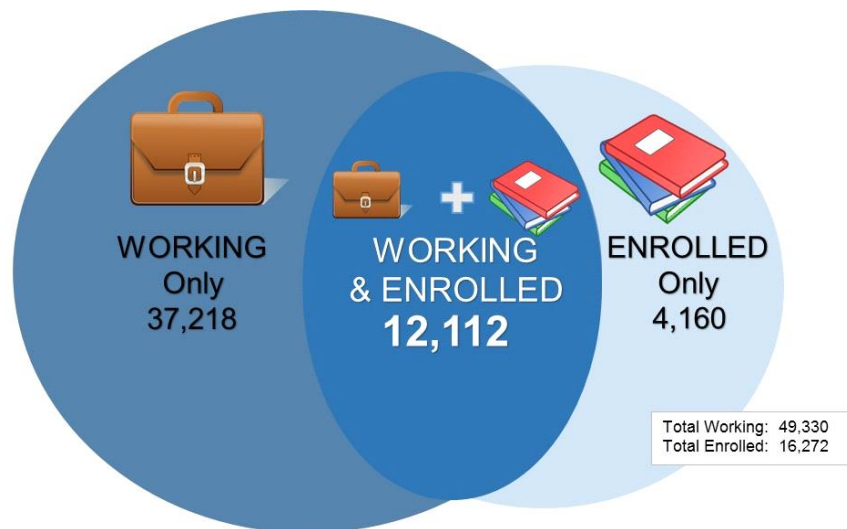 WORKING
Only
37,218
WORKING
& ENROLLED
12,112
ENROLLED
Only
4,160
Total Working: 49,330
Total Enrolled: 16,272